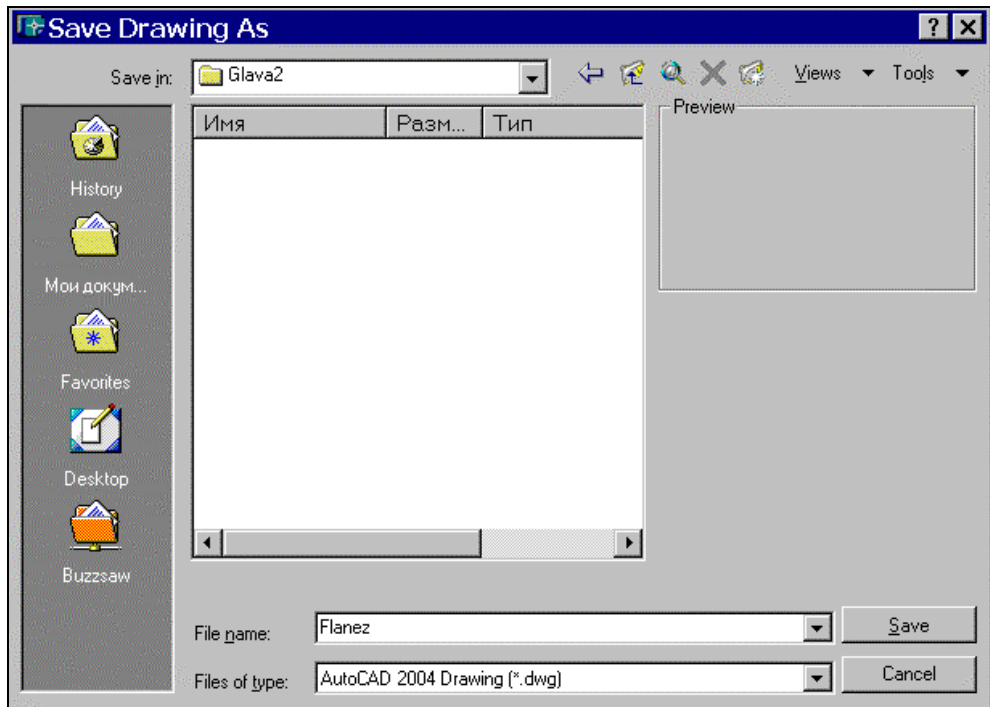 Save Drawing As
Save in: Glava2 Views Tools
Имя Разм... Тип
Preview
History
Мои докум...
Favorites
Desktop
Buzzsaw
File name: Flanez Save
Files of type: AutoCAD 2004 Drawing (*.dwg) Cancel